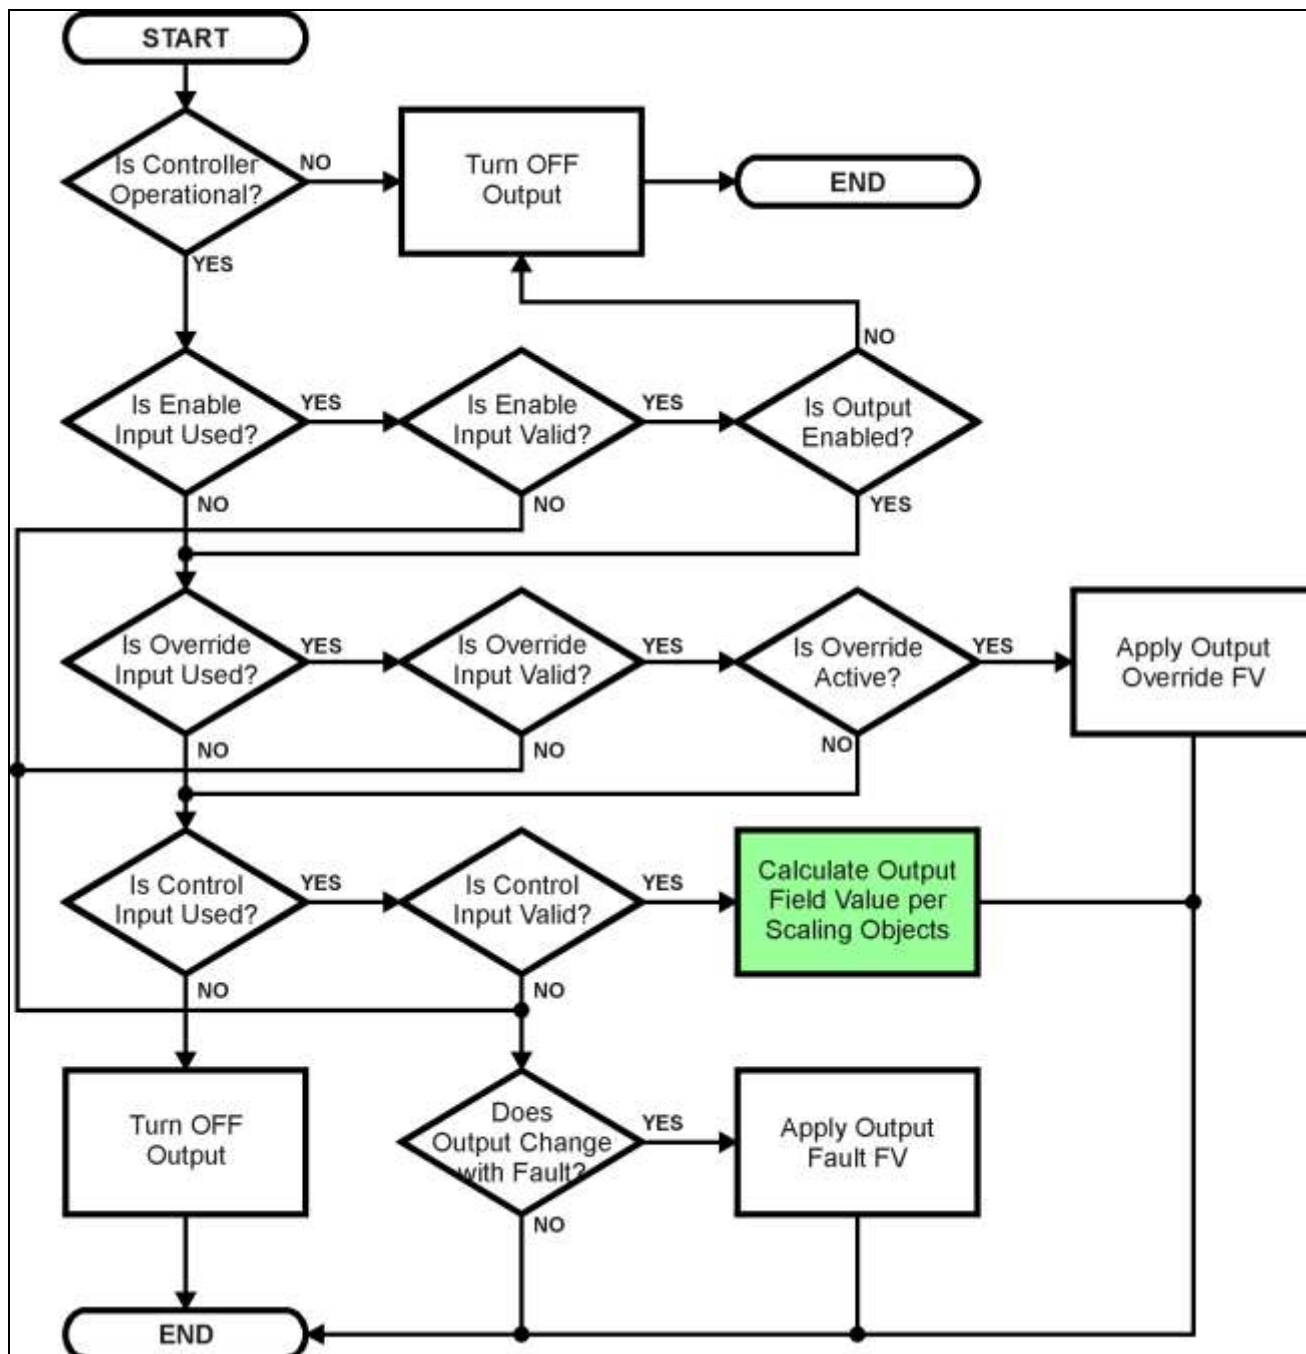 START
Is Controller
Operational?
NO
Turn OFF
Output
END
YES
NO
Is Enable
Input Used?
YES
Is Enable
Input Valid?
YES
Is Output
Enabled?
NO
NO
YES
Is Override
Input Used?
YES
Is Override
Input Valid?
YES
Is Override
Active?
YES
Apply Output
Override FV
NO
NO
NO
Is Control
Input Used?
YES
Is Control
Input Valid?
YES
Calculate Output
Field Value per
Scaling Objects
NO
NO
Turn OFF
Output
Does
Output Change
with Fault?
YES
Apply Output
Fault FV
NO
END